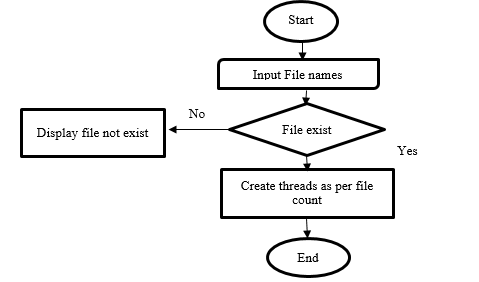 Start
Input File names
No
File exist
Display file not exist
Yes
Create threads as per file
count
End